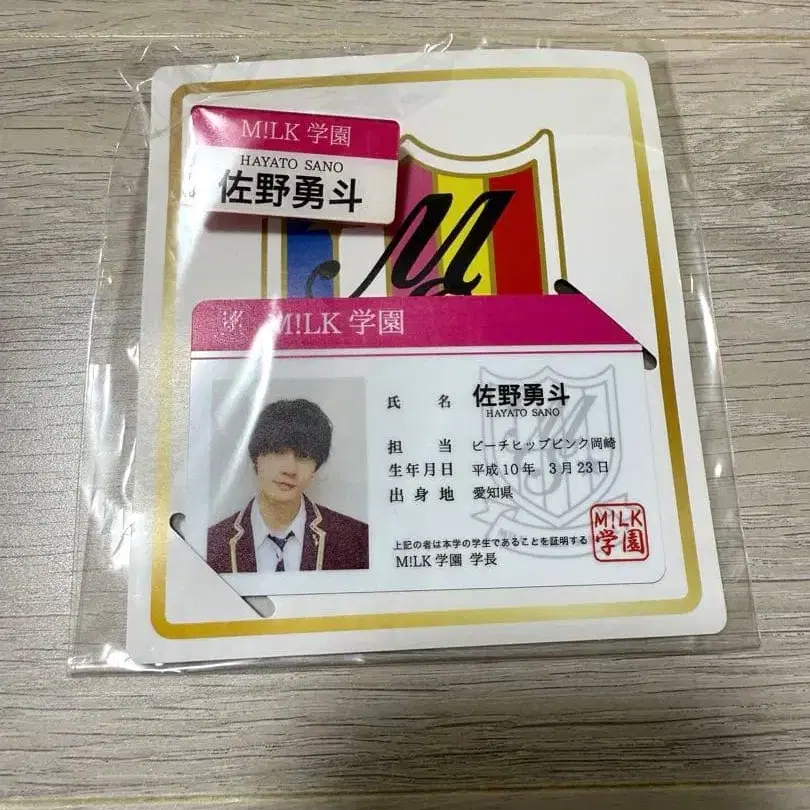 M!LK 学園
HAYATO SANO
佐野勇斗
M
M!LK 学園
氏 名 佐野勇斗
HAYATO SANO
担 当 ピーチヒップピンク岡崎
生年月日 平成10年 3月23日
出身地 愛知県
上記の者は本学の学生であることを証明する
M!LK 学園 学長
M!LK
学園